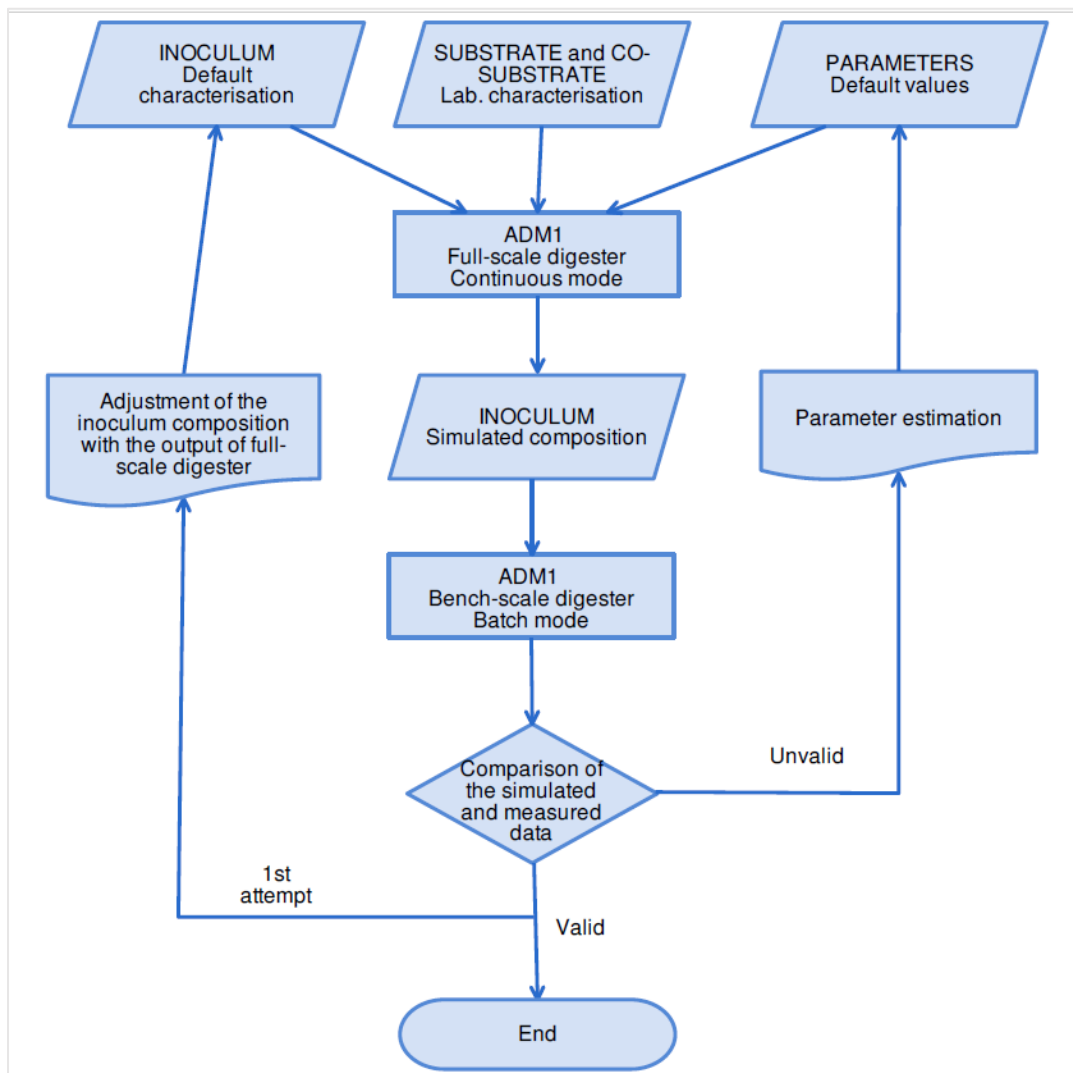 INOCULUM
Default
characterisation
SUBSTRATE and CO-
SUBSTRATE
Lab. characterisation
PARAMETERS
Default values
ADM1
Full-scale digester
Continuous mode
Adjustment of the
inoculum composition
with the output of full-
scale digester
INOCULUM
Simulated composition
Parameter estimation
ADM1
Bench-scale digester
Batch mode
Comparison of
the simulated
and measured
data
Unvalid
1st
attempt
Valid
End